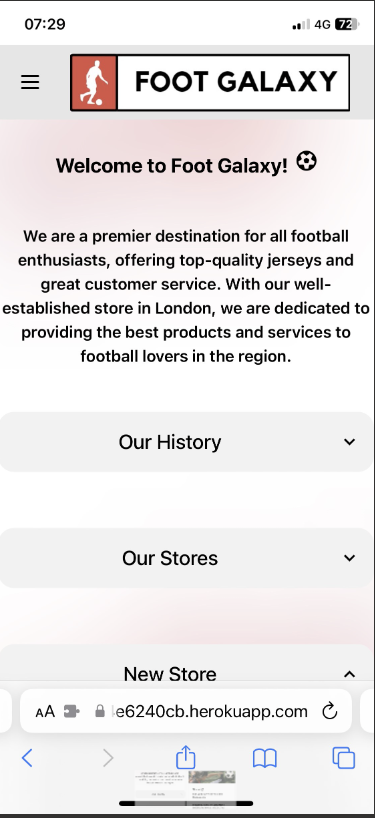 07:29
4G 72
FOOT GALAXY
Welcome to Foot Galaxy!
We are a premier destination for all football
enthusiasts, offering top-quality jerseys and
great customer service. With our well-
established store in London, we are dedicated to
providing the best products and services to
football lovers in the region.
Our History
Our Stores
New Store
AA e6240cb.herokuapp.com